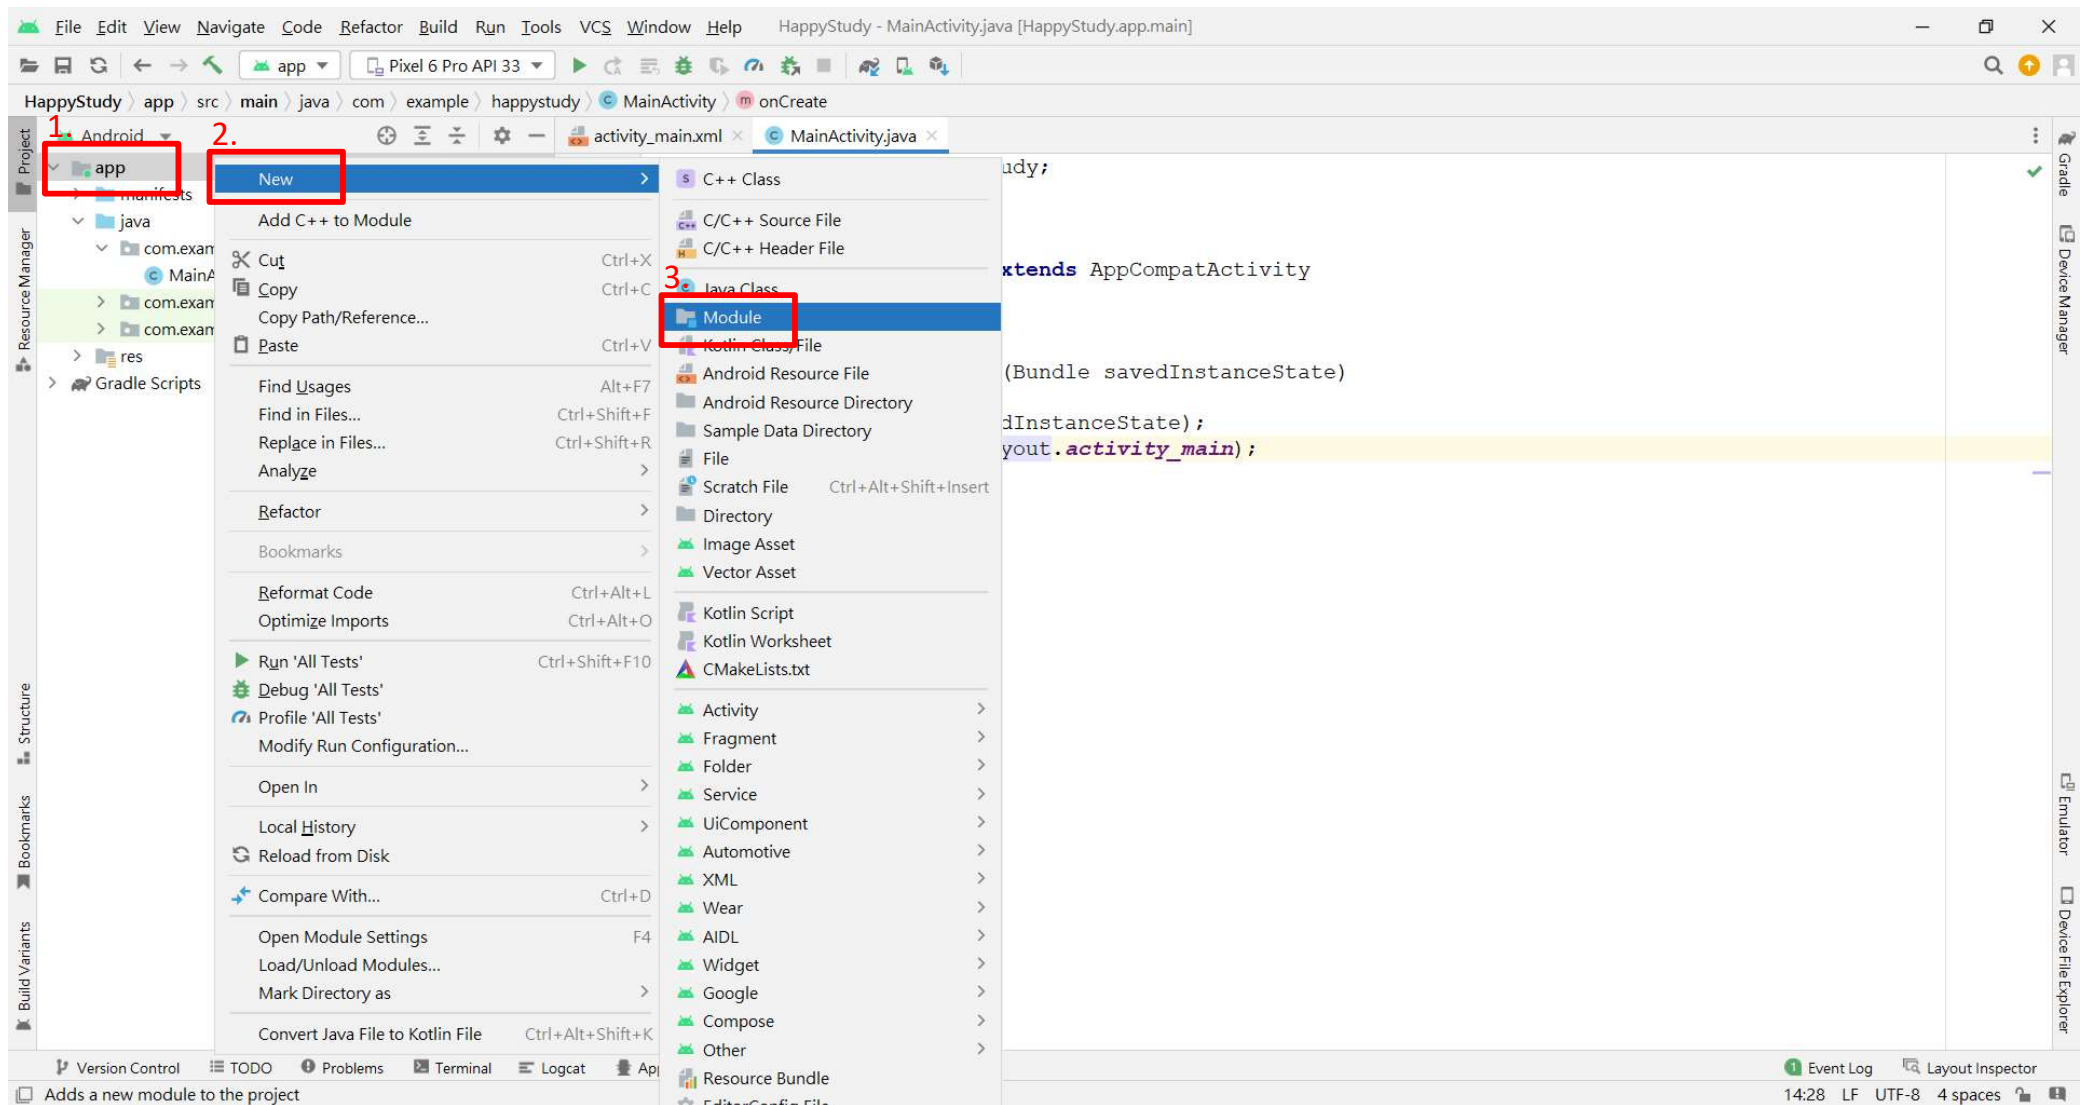 File Edit View Navigate Code Refactor Build Run Tools VCS Window Help HappyStudy - MainActivity.java [HappyStudy.app.main]
app Pixel 6 Pro API 33
HappyStudy app src main java com example happystudy MainActivity onCreate
1. Android 2. activity_main.xml MainActivity.java
app
manifests
java
com.exam
MainA
com.exam
com.exam
res
Gradle Scripts
Project
Resource Manager
Structure
Bookmarks
Build Variants
New
Add C++ to Module
Cut Ctrl+X
Copy Ctrl+C
Copy Path/Reference...
Paste Ctrl+V
Find Usages Alt+F7
Find in Files... Ctrl+Shift+F
Replace in Files... Ctrl+Shift+R
Analyze
Refactor
Bookmarks
Reformat Code Ctrl+Alt+L
Optimize Imports Ctrl+Alt+O
Run 'All Tests' Ctrl+Shift+F10
Debug 'All Tests'
Profile 'All Tests'
Modify Run Configuration...
Open In
Local History
Reload from Disk
Compare With... Ctrl+D
Open Module Settings F4
Load/Unload Modules...
Mark Directory as
Convert Java File to Kotlin File Ctrl+Alt+Shift+K
C++ Class
C/C++ Source File
C/C++ Header File
3.
Java Class
Module
Kotlin Class/File
Android Resource File
Android Resource Directory
Sample Data Directory
File
Scratch File Ctrl+Alt+Shift+Insert
Directory
Image Asset
Vector Asset
Kotlin Script
Kotlin Worksheet
CMakeLists.txt
Activity
Fragment
Folder
Service
UiComponent
Automotive
XML
Wear
AIDL
Widget
Google
Compose
Other
Resource Bundle
EditorConfig File
udy;
xtends AppCompatActivity
(Bundle savedInstanceState)
dInstanceState);
yout.activity_main);
Gradle
Device Manager
Emulator
Device File Explorer
Version Control TODO Problems Terminal Logcat App Event Log Layout Inspector
Adds a new module to the project 14:28 LF UTF-8 4 spaces